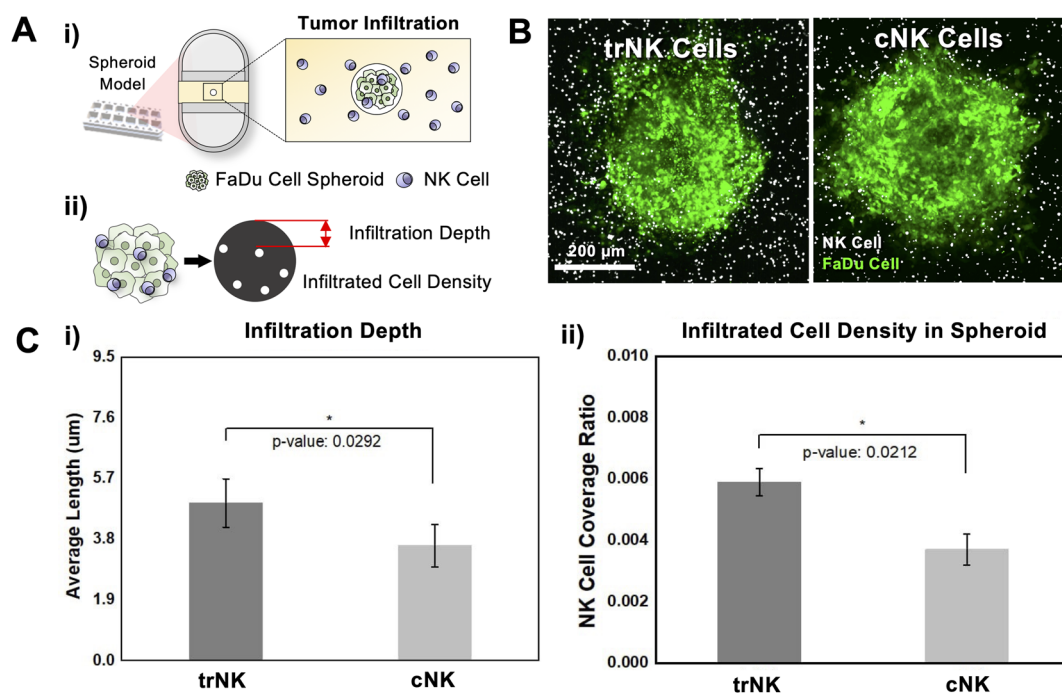 A
i)
Tumor Infiltration
Spheroid
Model
FaDu Cell Spheroid
NK Cell
ii)
Infiltration Depth
Infiltrated Cell Density
B
trNK Cells
cNK Cells
200 µm
NK Cell
FaDu Cell
C
i)
Infiltration Depth
Average Length (um)
9.5
7.6
5.7
3.8
1.9
0.0
*
p-value: 0.0292
trNK
cNK
ii)
Infiltrated Cell Density in Spheroid
NK Cell Coverage Ratio
0.010
0.008
0.006
0.004
0.002
0.000
*
p-value: 0.0212
trNK
cNK